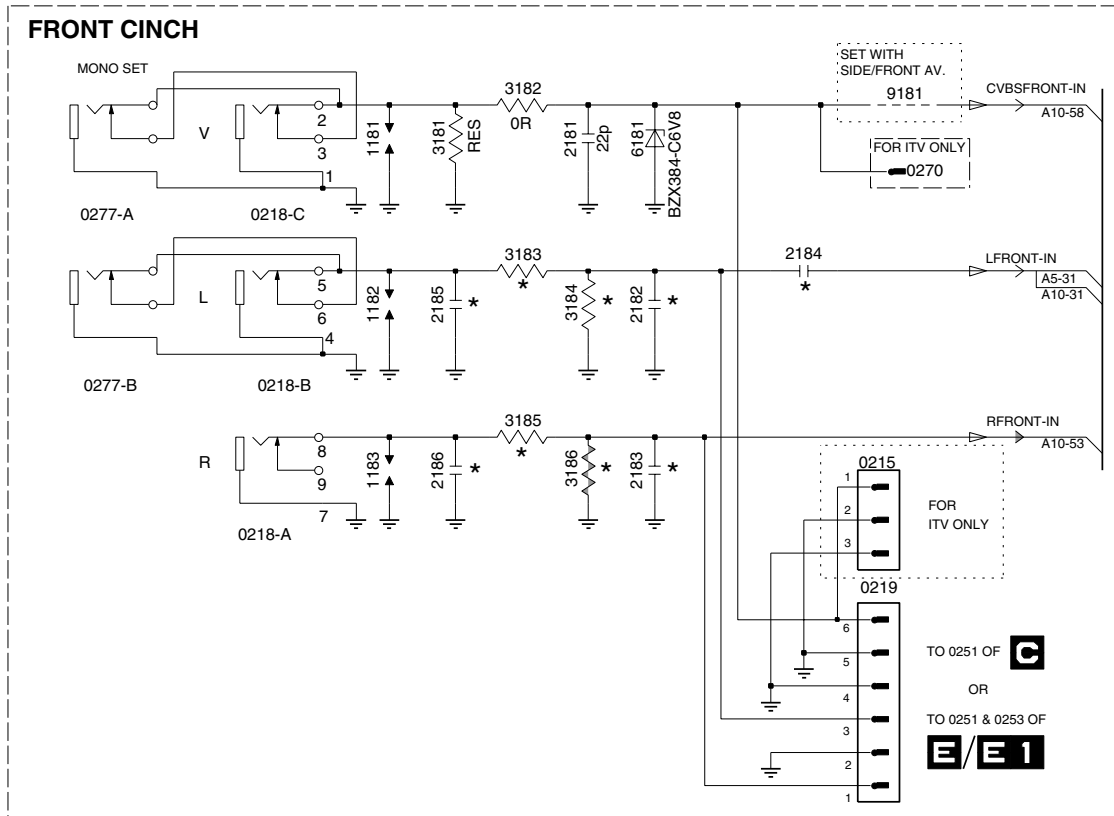 FRONT CINCH
MONO SET
SET WITH
SIDE/FRONT AV.
9181
CVBSFRONT-IN
A10-58
3182
0R
2
V
3
1
1181
3181
RES
2181
22p
6181
BZX384-C6V8
FOR ITV ONLY
0270
0277-A
0218-C
3183
*
2184
*
LFRONT-IN
A5-31
A10-31
5
L
6
4
1182
2185
*
3184
*
2182
*
0277-B
0218-B
3185
*
RFRONT-IN
A10-53
8
R
9
7
1183
2186
*
3186
*
2183
*
0218-A
0215
1
2
3
FOR
ITV ONLY
0219
6
5
4
3
2
1
TO 0251 OF C
OR
TO 0251 & 0253 OF
E/E1